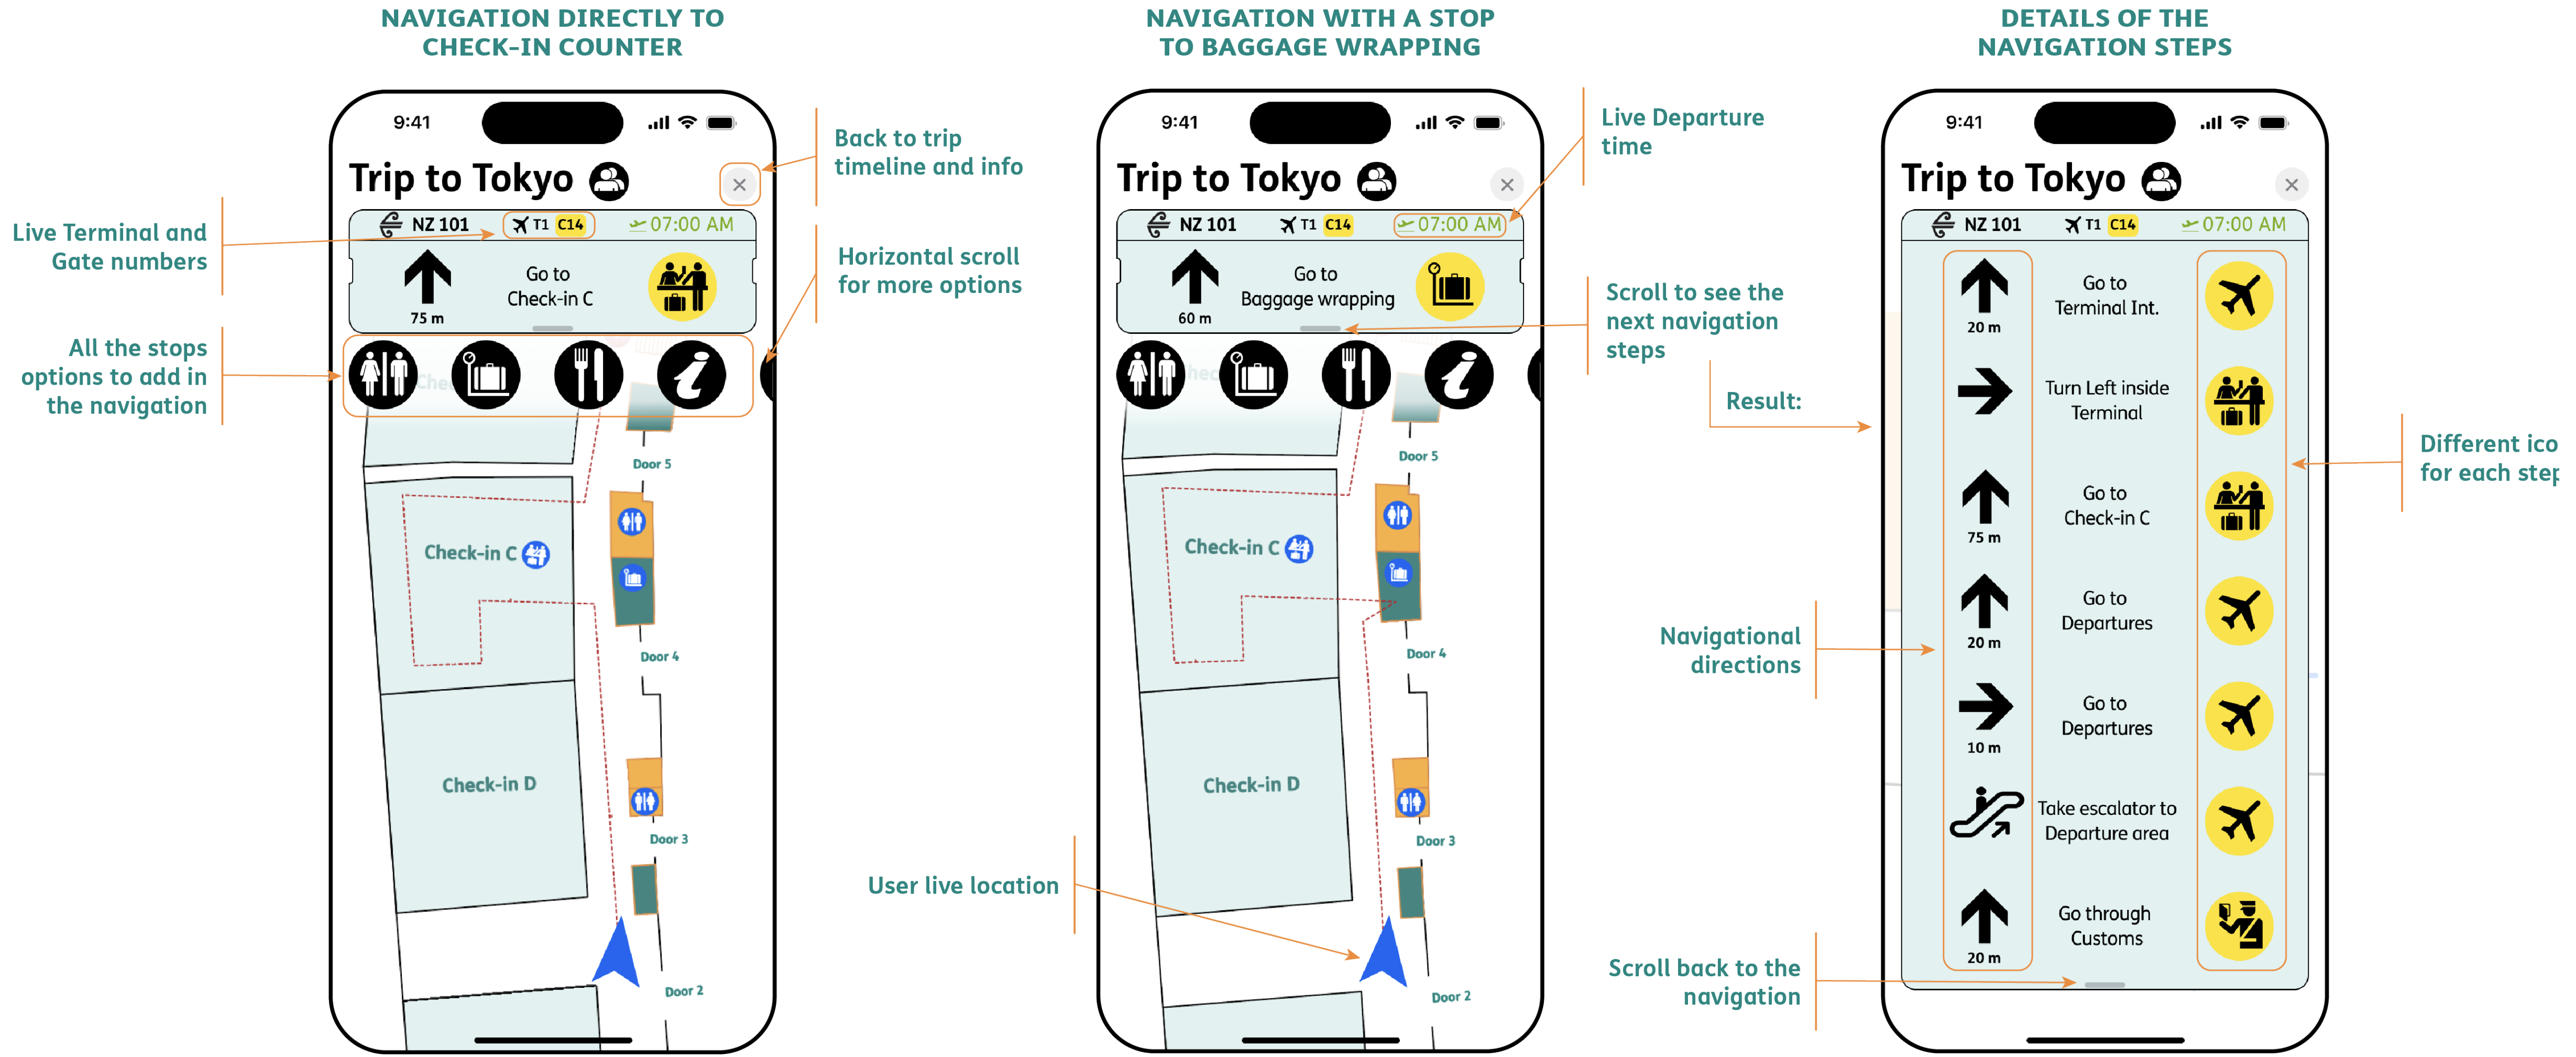 NAVIGATION DIRECTLY TO
CHECK-IN COUNTER
NAVIGATION WITH A STOP
TO BAGGAGE WRAPPING
DETAILS OF THE
NAVIGATION STEPS
Live Terminal and
Gate numbers
All the stops
options to add in
the navigation
9:41
Trip to Tokyo
NZ 101
T1 C14
07:00 AM
75 m
Go to
Check-in C
Door 5
Check-in C
Door 4
Check-in D
Door 3
Door 2
Back to trip
timeline and info
Horizontal scroll
for more options
User live location
9:41
Trip to Tokyo
NZ 101
T1 C14
07:00 AM
60 m
Go to
Baggage wrapping
Door 5
Check-in C
Door 4
Check-in D
Door 3
Door 2
Live Departure
time
Scroll to see the
next navigation
steps
Result:
Navigational
directions
Scroll back to the
navigation
9:41
Trip to Tokyo
NZ 101
T1 C14
07:00 AM
20 m
Go to
Terminal Int.
Turn Left inside
Terminal
75 m
Go to
Check-in C
20 m
Go to
Departures
10 m
Go to
Departures
Take escalator to
Departure area
20 m
Go through
Customs
Different ico
for each step